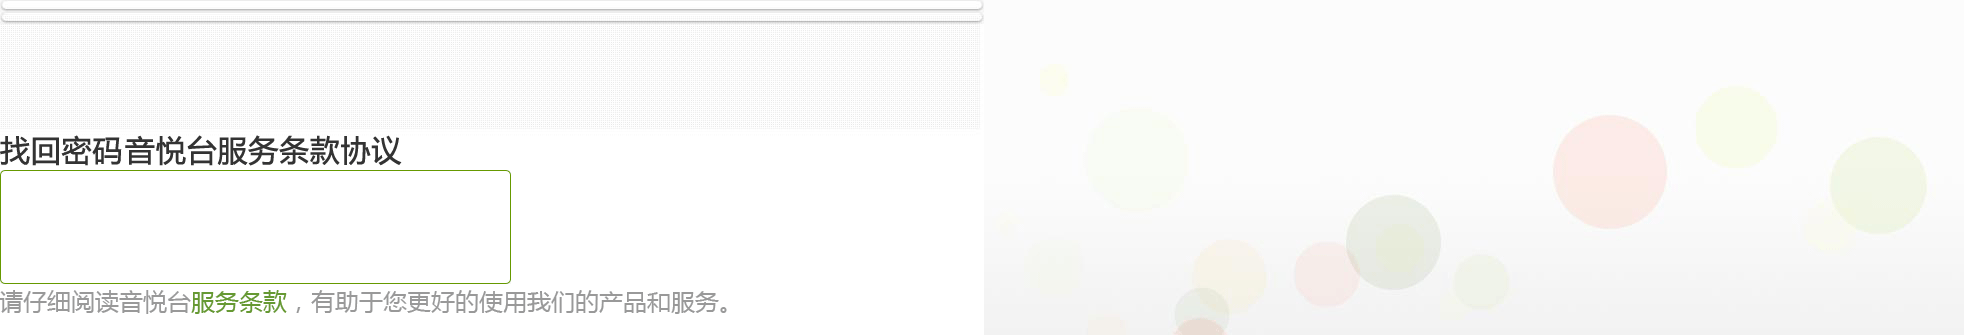 找回密码音悦台服务条款协议
请仔细阅读音悦台服务条款，有助于您更好的使用我们的产品和服务。